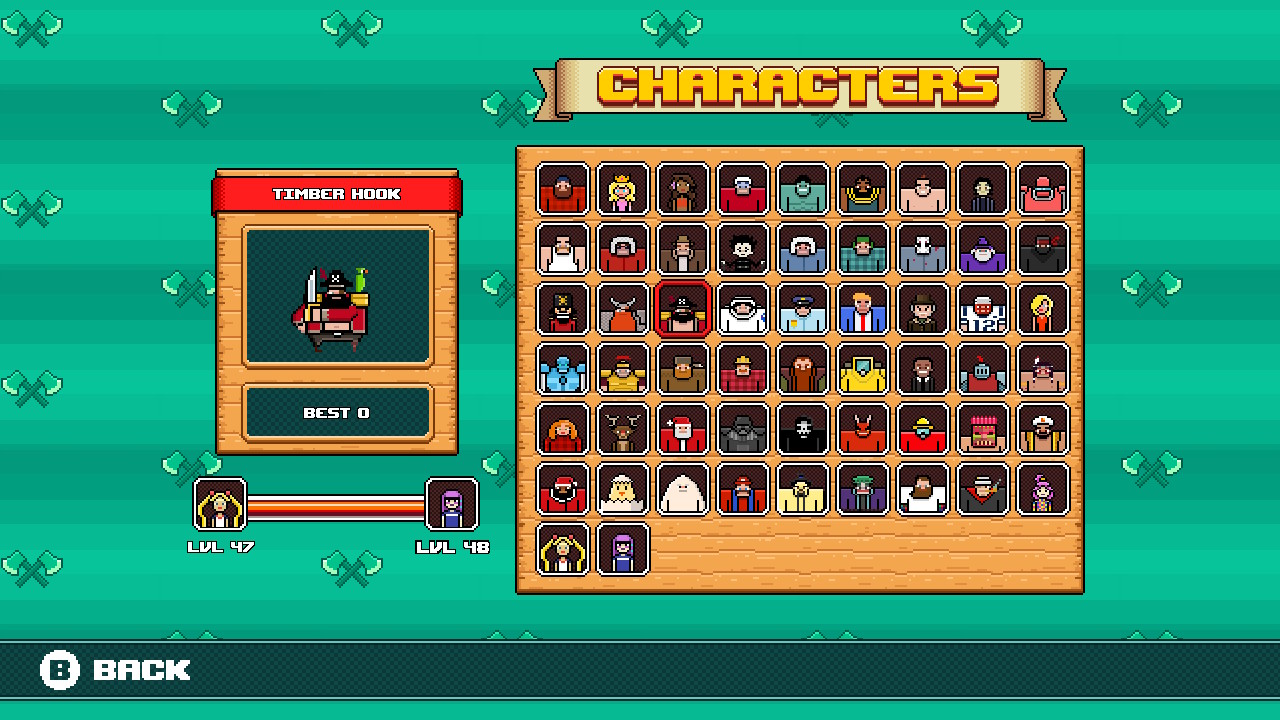 CHARACTERS
TIMBER HOOK
BEST 0
LVL 47
LVL 48
B BACK